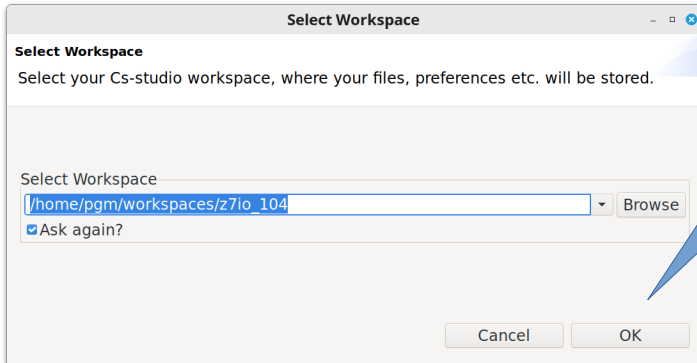 Select Workspace
Select Workspace
Select your Cs-studio workspace, where your files, preferences etc. will be stored.
Select Workspace
/home/pgm/workspaces/z7io_104
Browse
Ask again?
Cancel
OK